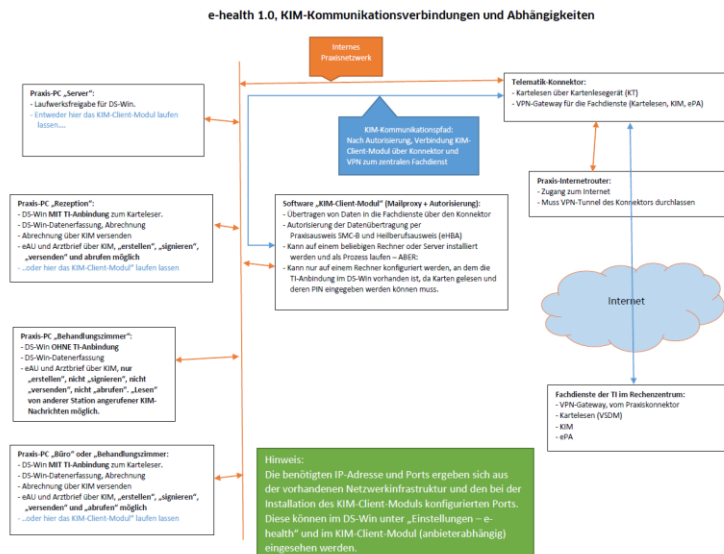 e-health 1.0, KIM-Kommunikationsverbindungen und Abhängigkeiten
Internes
Praxisnetzwerk
Praxis-PC „Server":
- Laufwerksfreigabe für DS-Win.
- Entweder hier das KIM-Client-Modul laufen
lassen....
Telematik-Konnektor:
- Kartelesen über Kartenlesegerät (KT)
- VPN-Gateway für die Fachdienste (Kartelesen, KIM, ePA)
KIM-Kommunikationspfad:
Nach Autorisierung, Verbindung KIM-
Client-Modul über Konnektor und
VPN zum zentralen Fachdienst
Praxis-Internetrouter:
- Zugang zum Internet
- Muss VPN-Tunnel des Konnektors durchlassen
Praxis-PC „Rezeption"
- DS-Win MIT TI-Anbindung zum Karteleser.
- DS-Win-Datenerfassung, Abrechnung
- Abrechnung über KIM versenden
- eAU und Arztbrief über KIM, „erstellen", „signieren",
„versenden" und abrufen möglich
- ..oder hier das KIM-Client-Modul" laufen lassen
Software „KIM-Client-Modul" (Mailproxy + Autorisierung):
- Übertragen von Daten in die Fachdienste über den Konnektor
- Autorisierung der Datenübertragung per
Praxisausweis SMC-B und Heilberufsausweis (eHBA)
- Kann auf einem beliebigen Rechner oder Server installiert
werden und als Prozess laufen – ABER:
- Kann nur auf einem Rechner konfiguriert werden, an dem die
TI-Anbindung im DS-Win vorhanden ist, da Karten gelesen und
deren PIN eingegeben werden können muss.
Internet
Praxis-PC „Behandlungszimmer":
- DS-Win OHNE TI-Anbindung
- DS-Win-Datenerfassung
- eAU und Arztbrief über KIM, nur
„erstellen", nicht „signieren", nicht
„versenden", nicht „abrufen". „Lesen"
von anderer Station angerufener KIM-
Nachrichten möglich.
Fachdienste der TI im Rechenzentrum:
- VPN-Gateway, vom Praxiskonnektor
- Kartelesen (VSDM)
- KIM
- ePA
Praxis-PC „Büro" oder „Behandlungszimmer:
- DS-Win MIT TI-Anbindung zum Karteleser.
- DS-Win-Datenerfassung, Abrechnung
- Abrechnung über KIM versenden
- eAU und Arztbrief über KIM, „erstellen", „signieren",
„versenden" und „abrufen" möglich
- ..oder hier das KIM-Client-Modul" laufen lassen
Hinweis:
Die benötigten IP-Adresse und Ports ergeben sich aus
der vorhandenen Netzwerkinfrastruktur und den bei der
Installation des KIM-Client-Moduls konfigurierten Ports.
Diese können im DS-Win unter „Einstellungen – e-
health" und im KIM-Client-Modul (anbieterabhängig)
eingesehen werden.